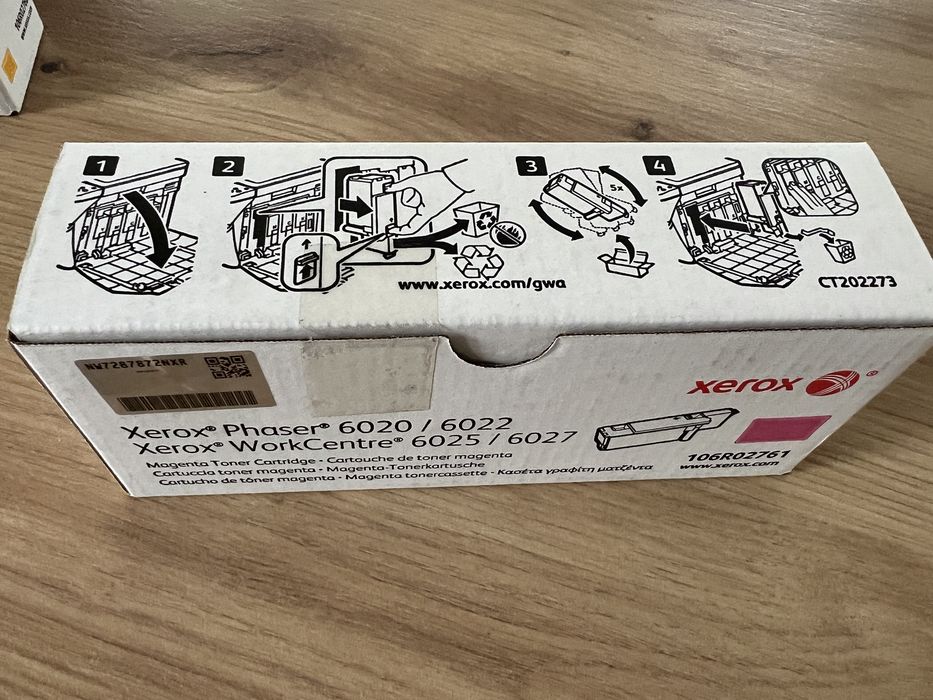 1
2
3
4
5x
www.xerox.com/gwa
CT202273
NW7287872NXR
xerox ®
Xerox® Phaser® 6020 / 6022
Xerox® WorkCentre® 6025 / 6027
Magenta Toner Cartridge - Cartouche de toner magenta
Cartuccia toner magenta - Magenta-Tonerkartusche
Cartucho de tóner magenta - Magenta tonercassette - Κασέτα γραφίτη ματζέντα
106R02761
www.xerox.com